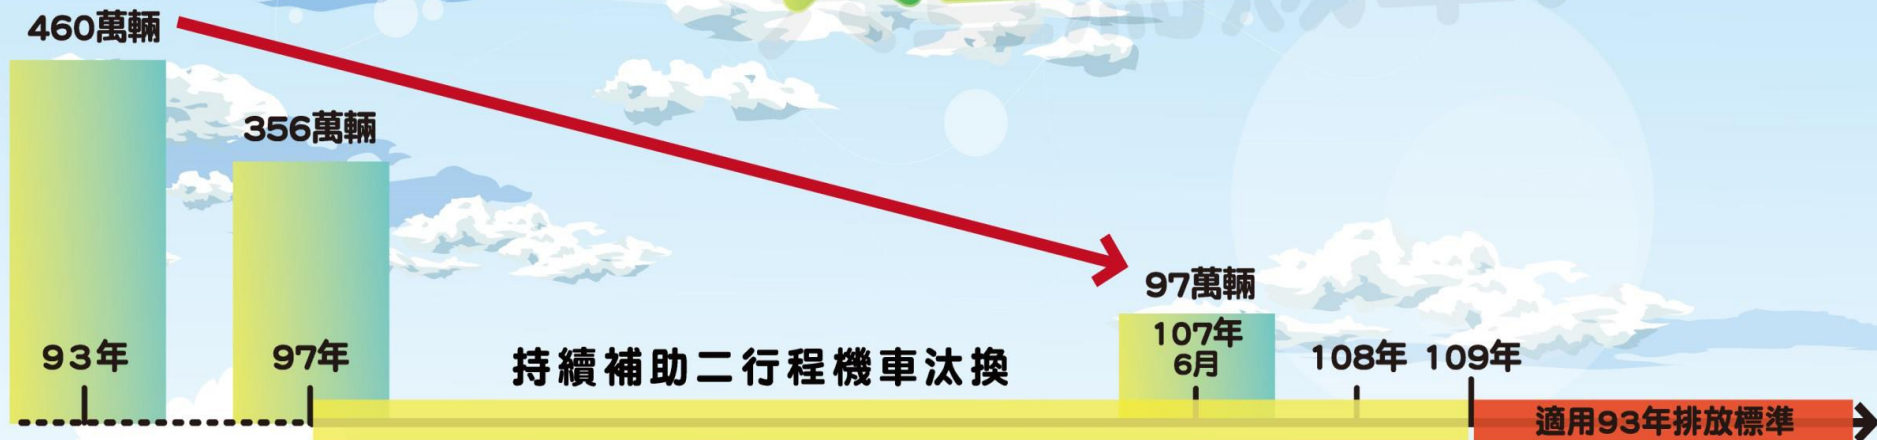 460萬輛
356萬輛
97萬輛
93年
97年
持續補助二行程機車汰換
107年
6月
108年
109年
適用93年排放標準